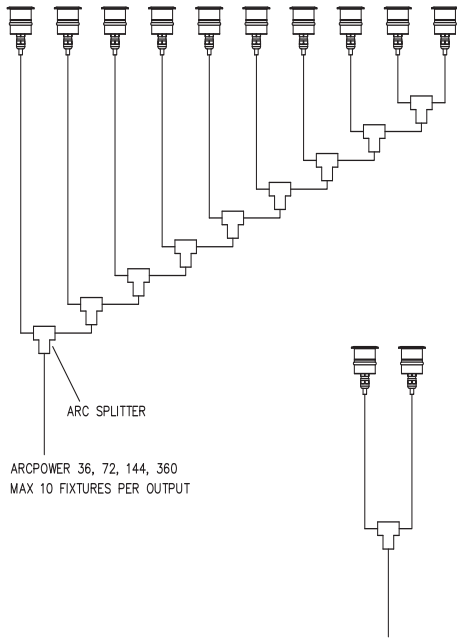 ARC SPLITTER
ARCPOWER 36, 72, 144, 360
MAX 10 FIXTURES PER OUTPUT